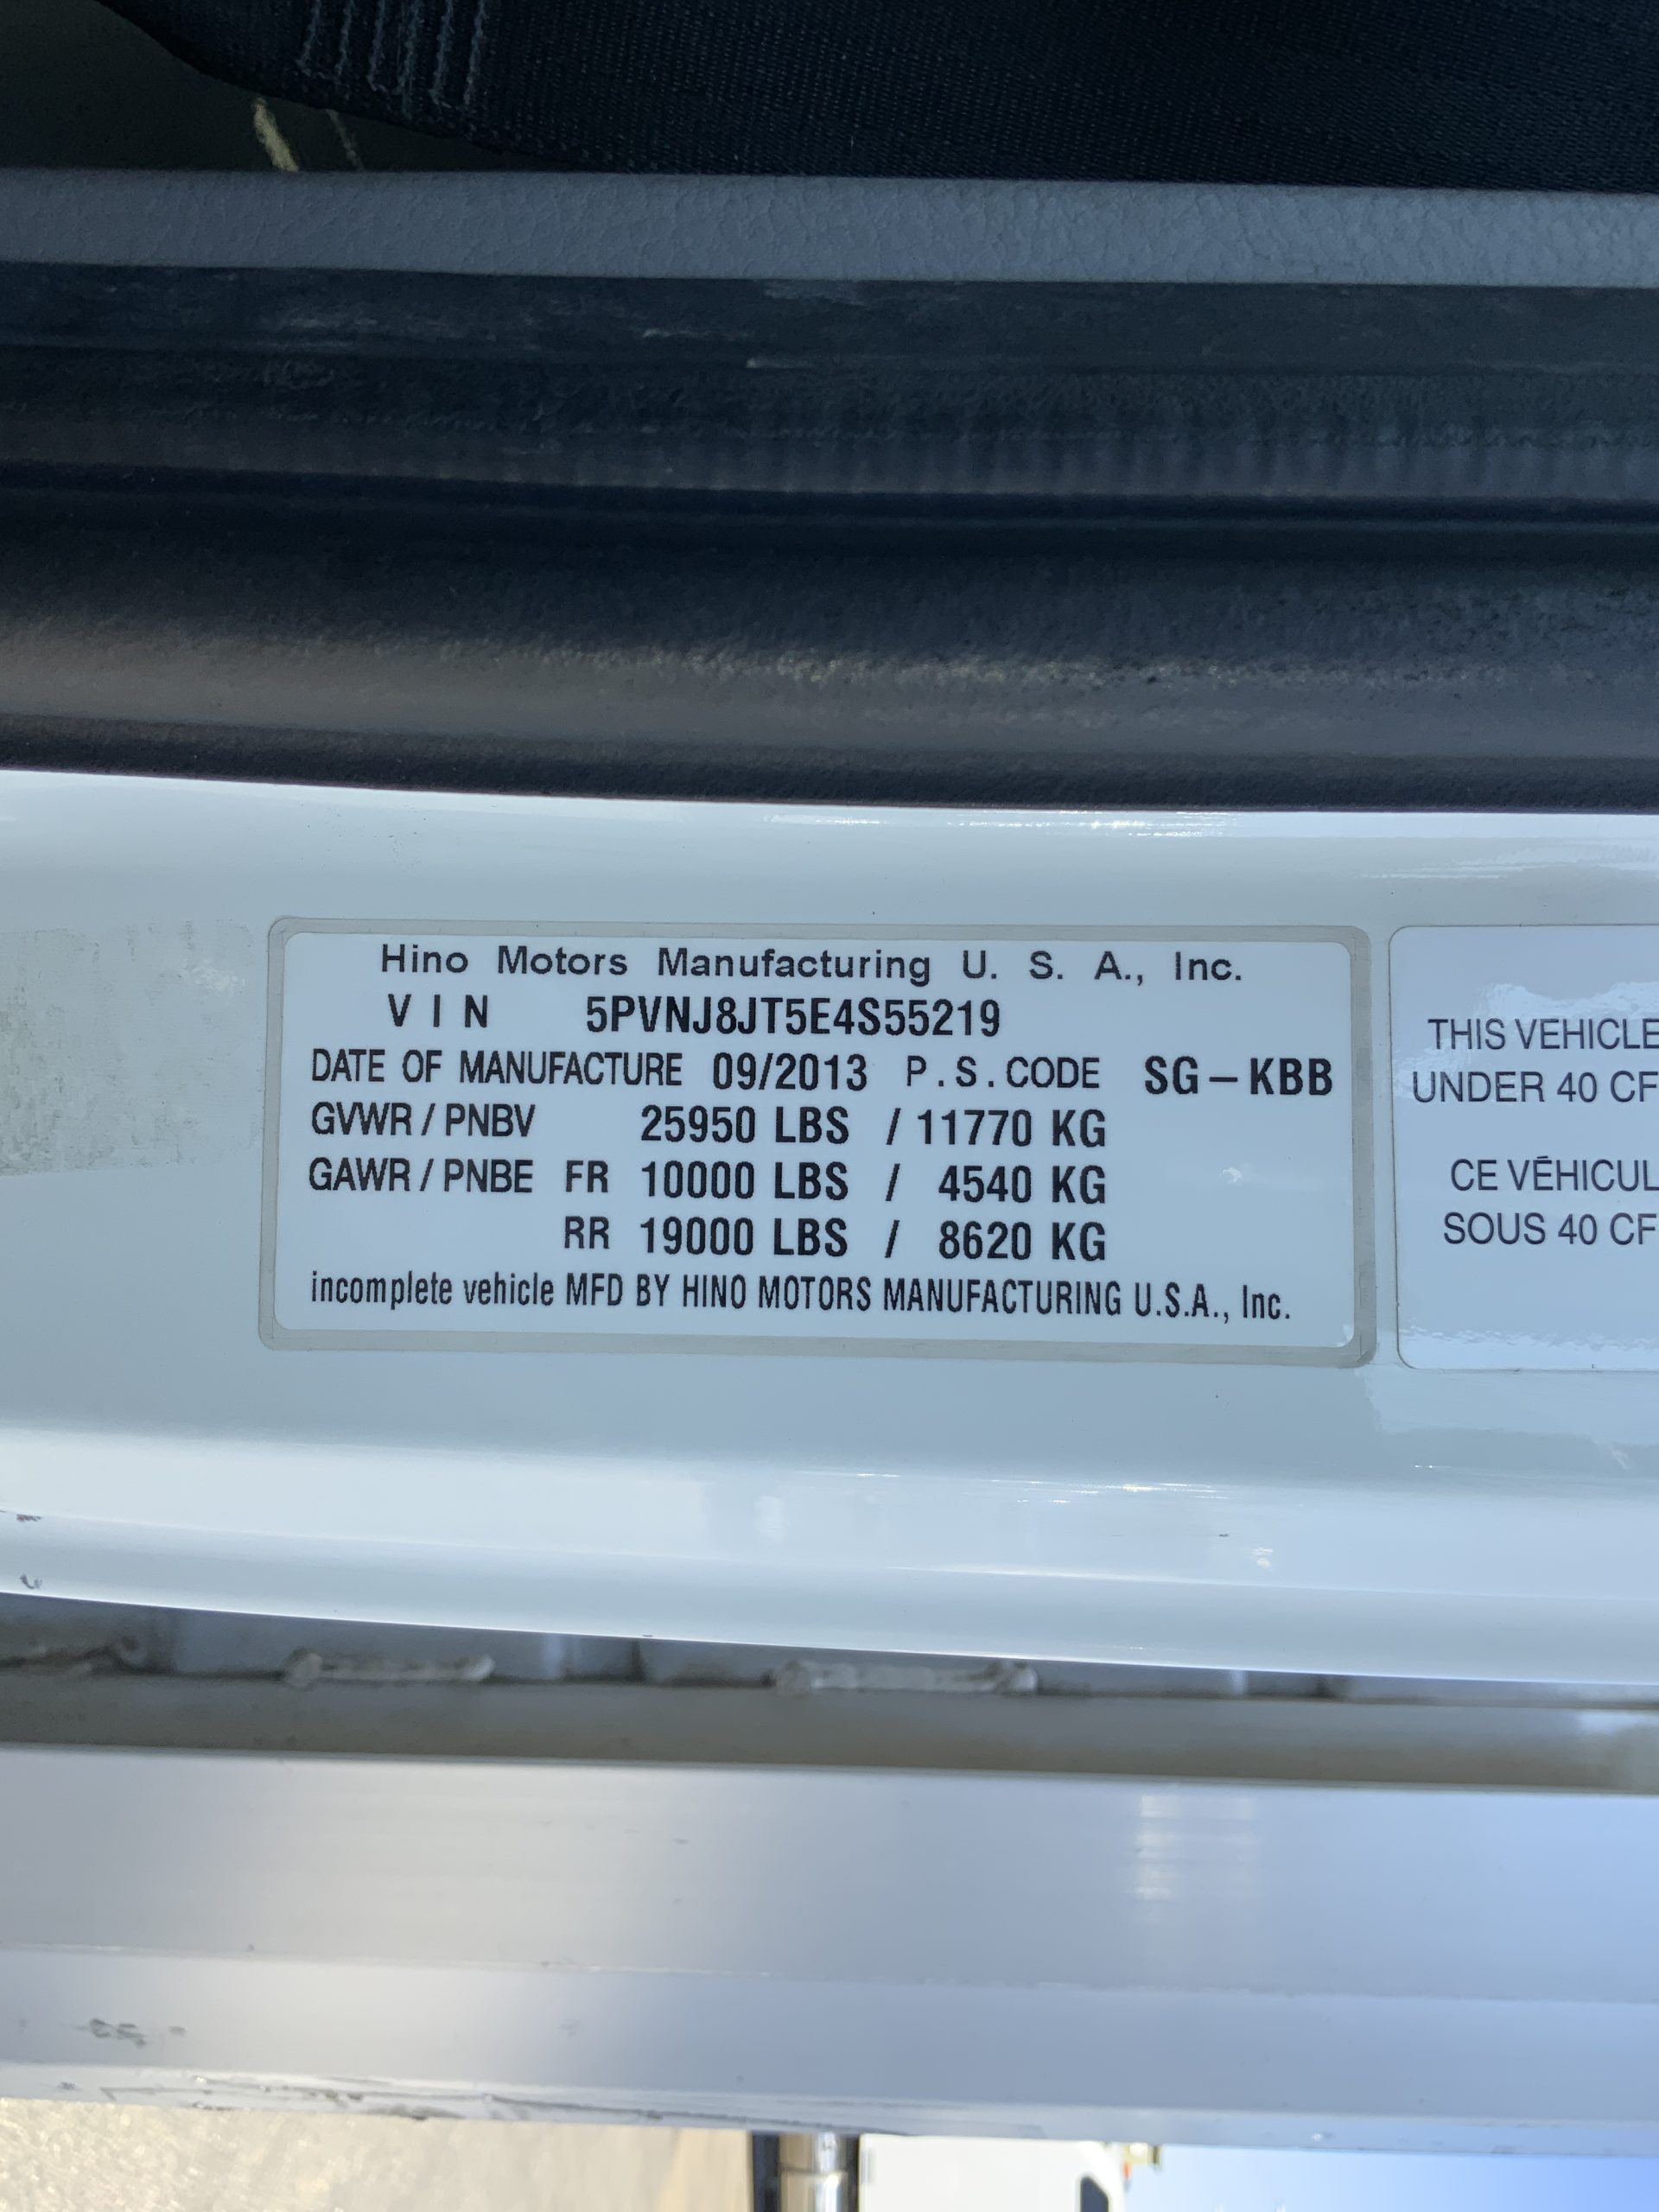 Hino Motors Manufacturing U. S. A., Inc.
VIN 5PVNJ8JT5E4S55219
DATE OF MANUFACTURE 09/2013 P.S.CODE SG-KBB
GVWR / PNBV 25950 LBS / 11770 KG
GAWR / PNBE FR 10000 LBS / 4540 KG
RR 19000 LBS / 8620 KG
incomplete vehicle MFD BY HINO MOTORS MANUFACTURING U.S.A., Inc.
THIS VEHICLE
UNDER 40 CF
CE VÉHICUL
SOUS 40 CF